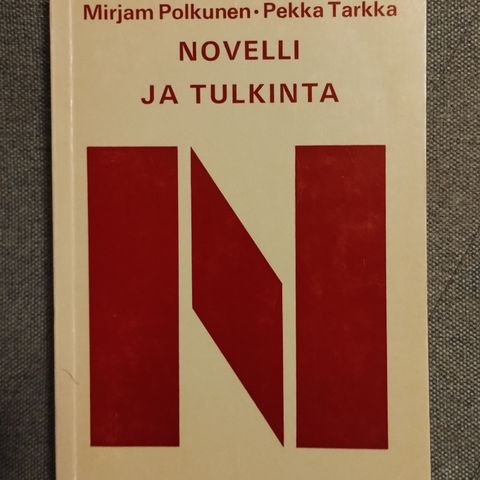 Mirjam Polkunen · Pekka Tarkka
NOVELLI
JA TULKINTA
N